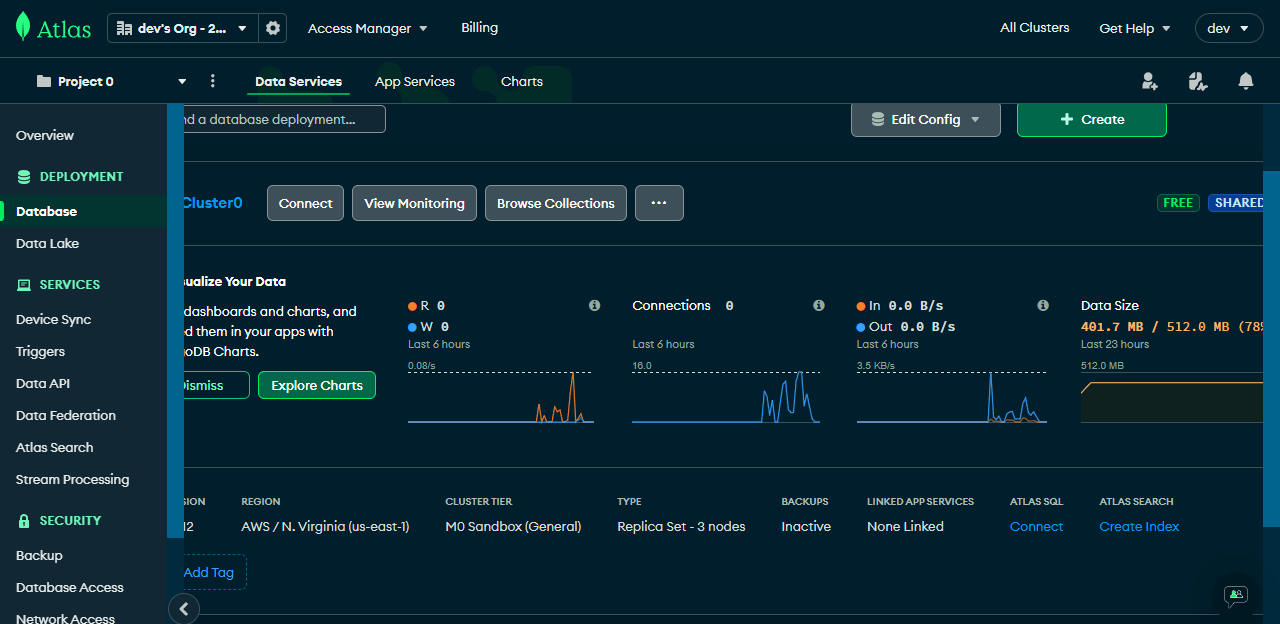 Atlas
dev's Org - 2...
Access Manager
Billing
All Clusters
Get Help
dev
Project 0
Data Services
App Services
Charts
Overview
DEPLOYMENT
Database
Data Lake
SERVICES
Device Sync
Triggers
Data API
Data Federation
Atlas Search
Stream Processing
SECURITY
Backup
Database Access
Network Access
nd a database deployment...
Edit Config
+ Create
Cluster0
Connect
View Monitoring
Browse Collections
...
FREE
SHARED
sualize Your Data
dashboards and charts, and
ed them in your apps with
goDB Charts.
ismiss
Explore Charts
R 0
W 0
Last 6 hours
0.08/s
Connections 0
Last 6 hours
16.0
In 0.0 B/s
Out 0.0 B/s
Last 6 hours
3.5 KB/s
Data Size
401.7 MB / 512.0 MB (78%
Last 23 hours
512.0 MB
SION
12
REGION
AWS / N. Virginia (us-east-1)
CLUSTER TIER
M0 Sandbox (General)
TYPE
Replica Set - 3 nodes
BACKUPS
Inactive
LINKED APP SERVICES
None Linked
ATLAS SQL
Connect
ATLAS SEARCH
Create Index
Add Tag